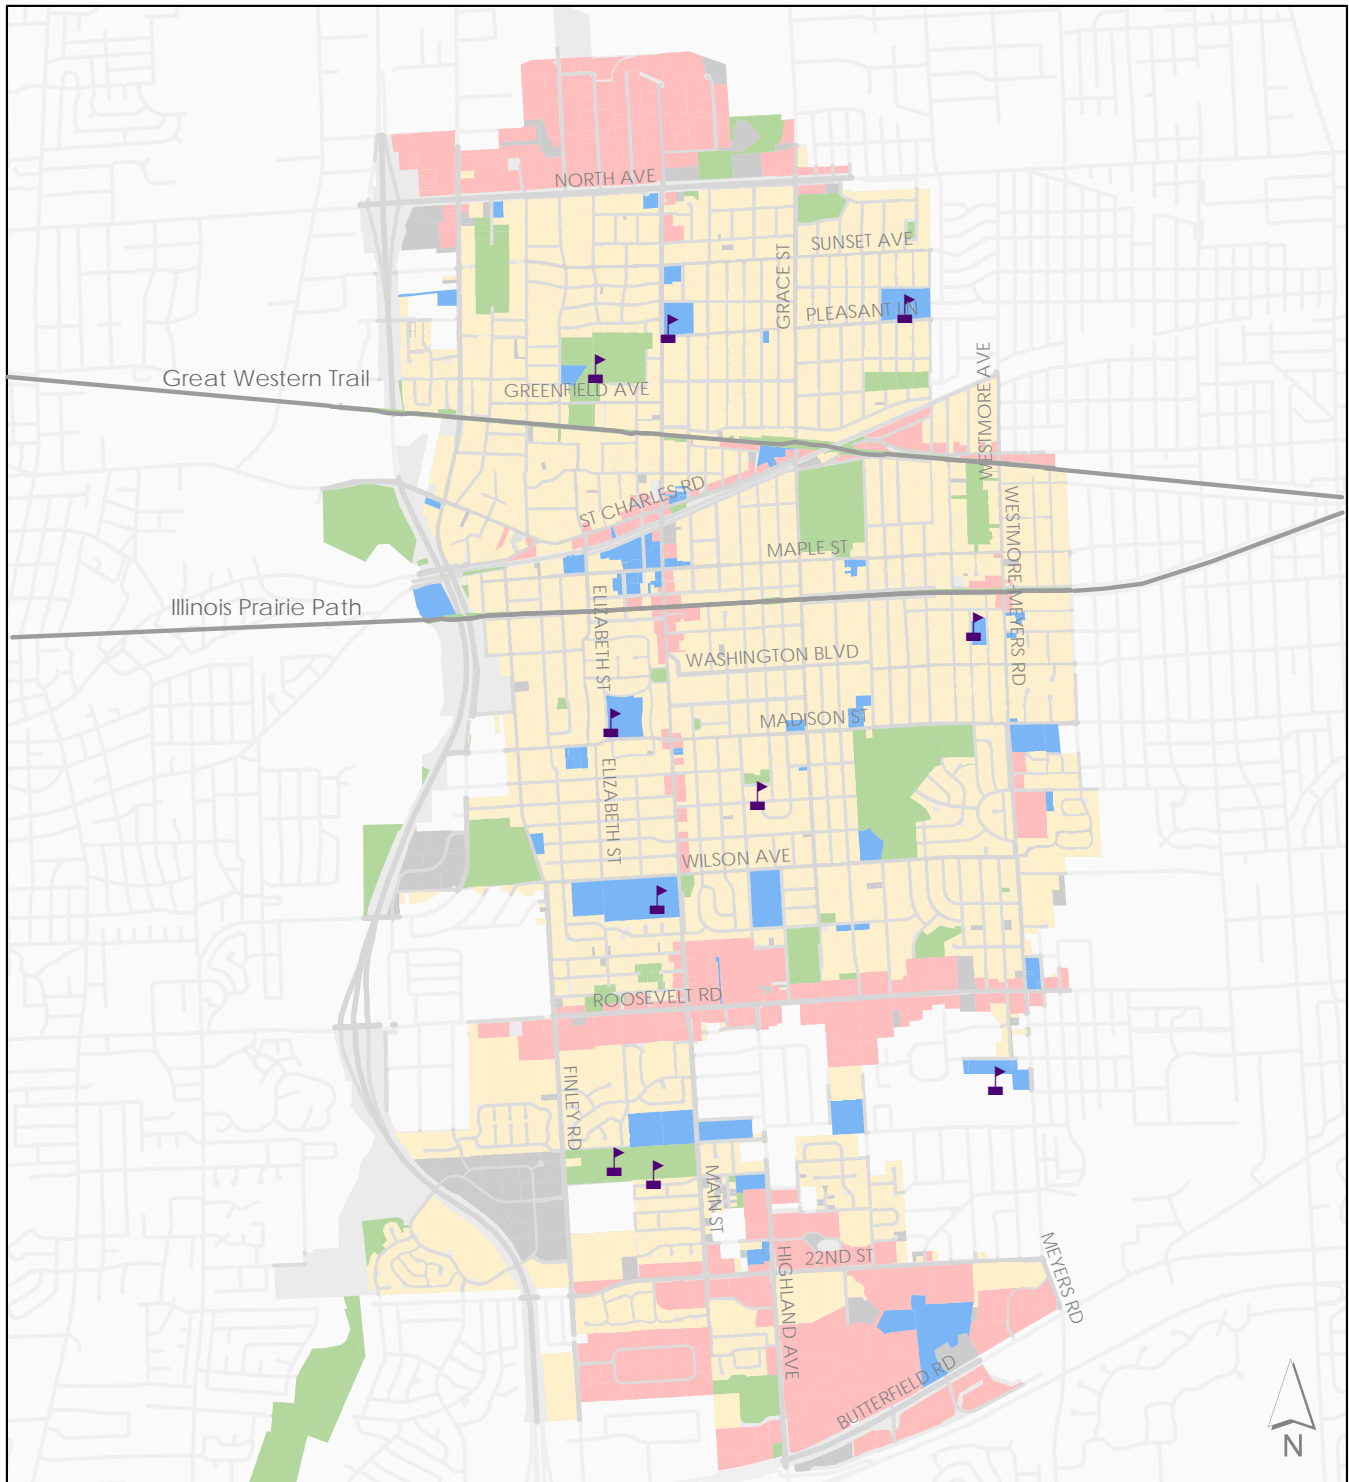 NORTH AVE
SUNSET AVE
GRACE ST
PLEASANT LN
WESTMORE AVE
Great Western Trail
GREENFIELD AVE
ST CHARLES RD
WESTMORE-MEYERS RD
MAPLE ST
Illinois Prairie Path
ELIZABETH ST
WASHINGTON BLVD
MADISON ST
ELIZABETH ST
WILSON AVE
ROOSEVELT RD
FINLEY RD
MAIN ST
HIGHLAND AVE
22ND ST
MEYERS RD
BUTTERFIELD RD
N